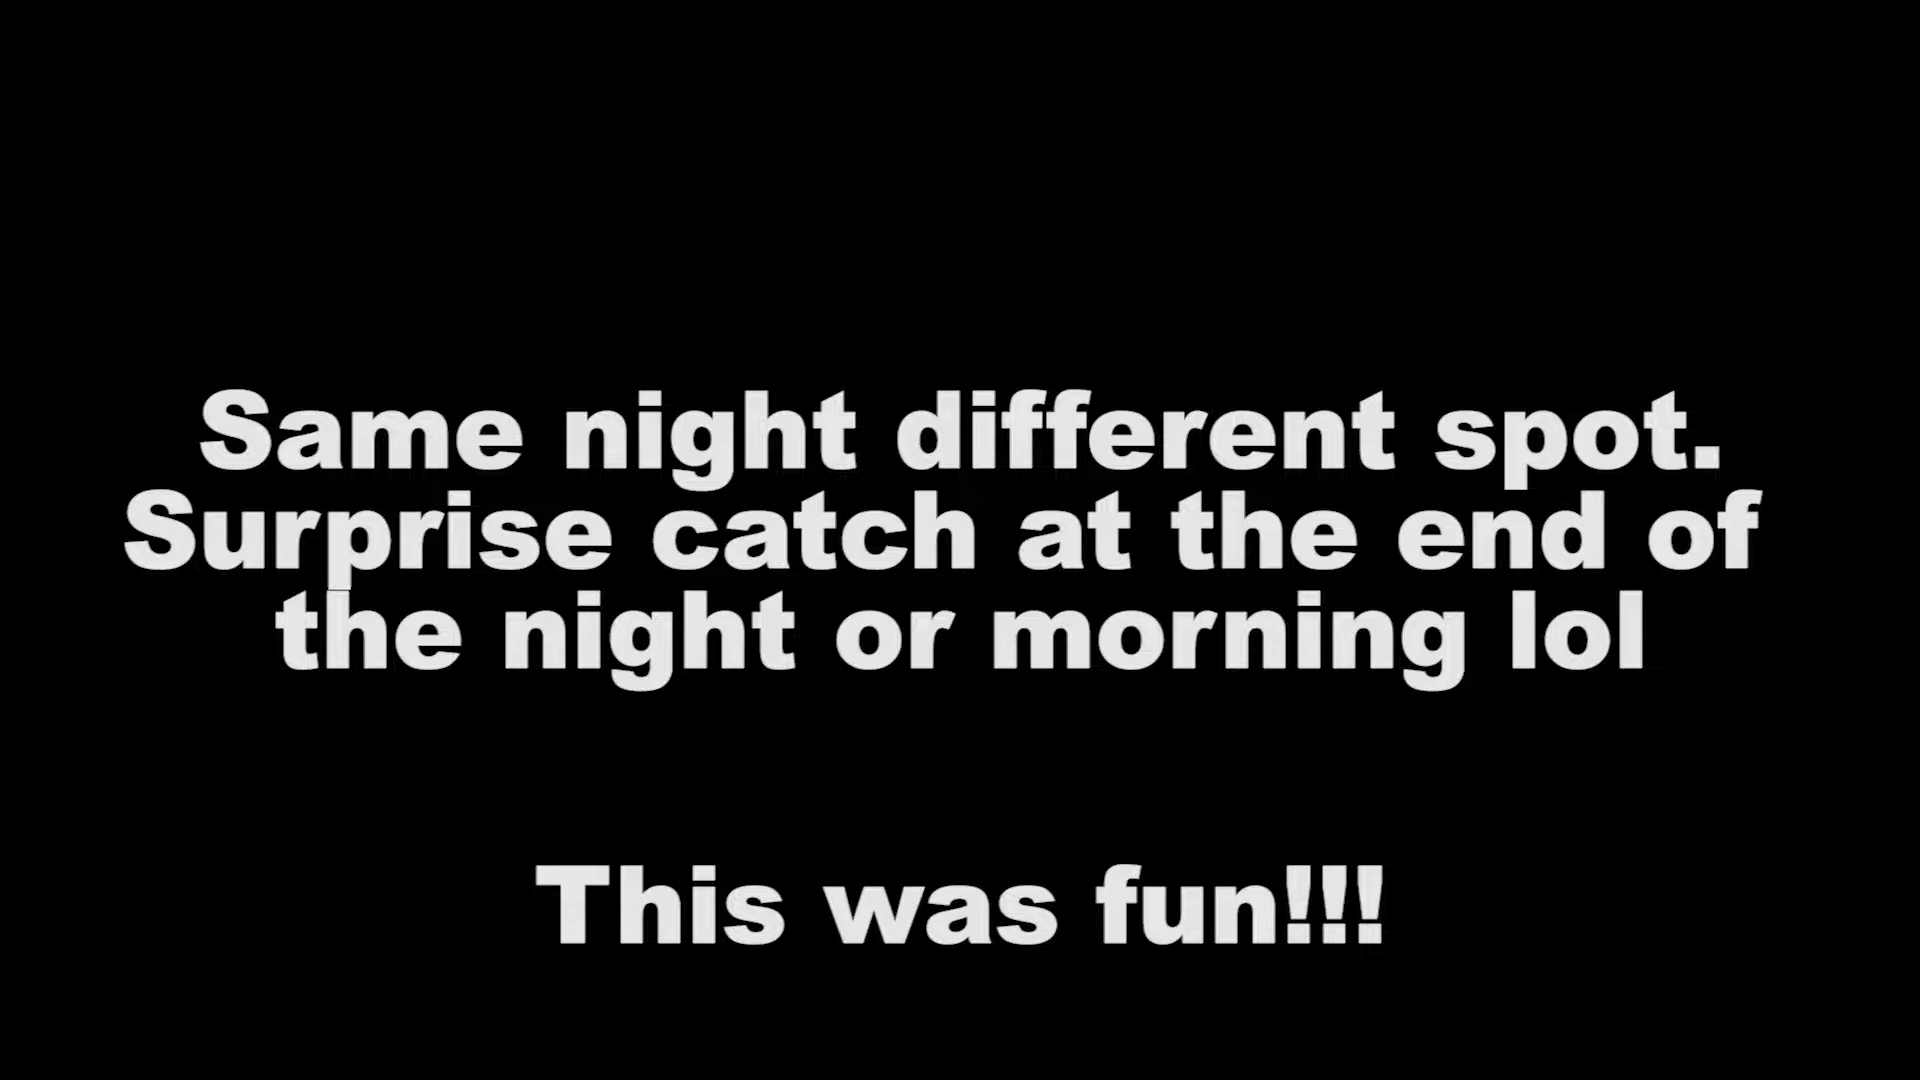 Same night different spot.
Surprise catch at the end of
the night or morning lol
This was fun!!!